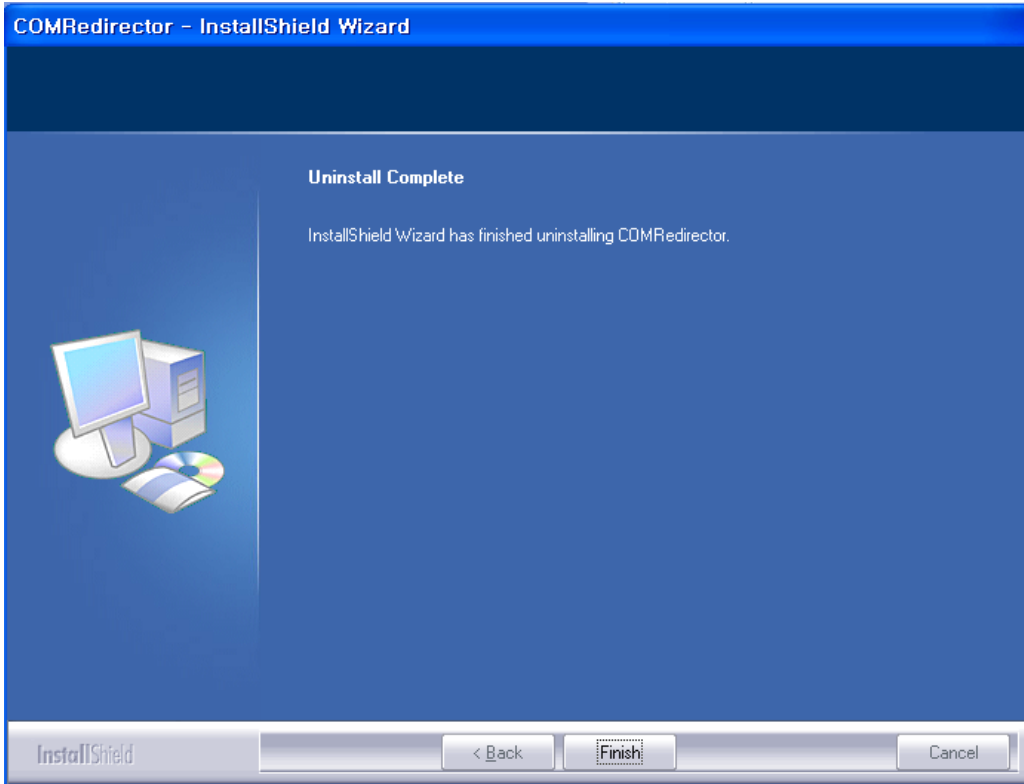 COMRedirector - InstallShield Wizard
Uninstall Complete
InstallShield Wizard has finished uninstalling COMRedirector.
InstallShield
< Back
Finish
Cancel